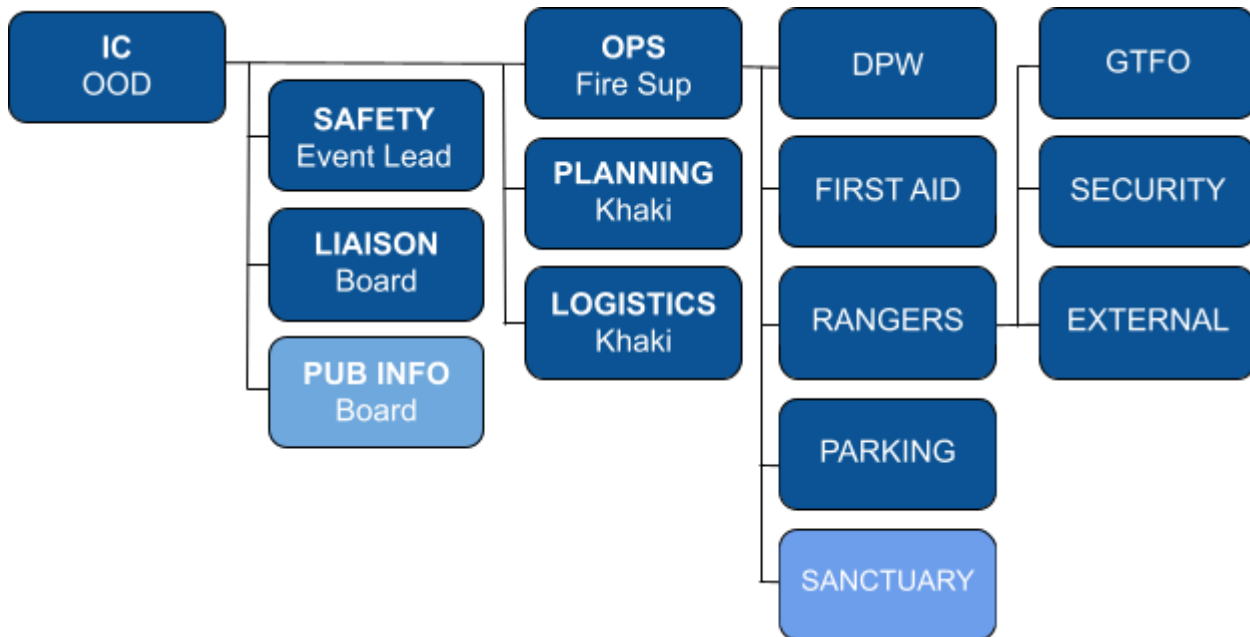 IC
OOD
SAFETY
Event Lead
LIAISON
Board
PUB INFO
Board
OPS
Fire Sup
PLANNING
Khaki
LOGISTICS
Khaki
DPW
FIRST AID
RANGERS
PARKING
SANCTUARY
GTFO
SECURITY
EXTERNAL